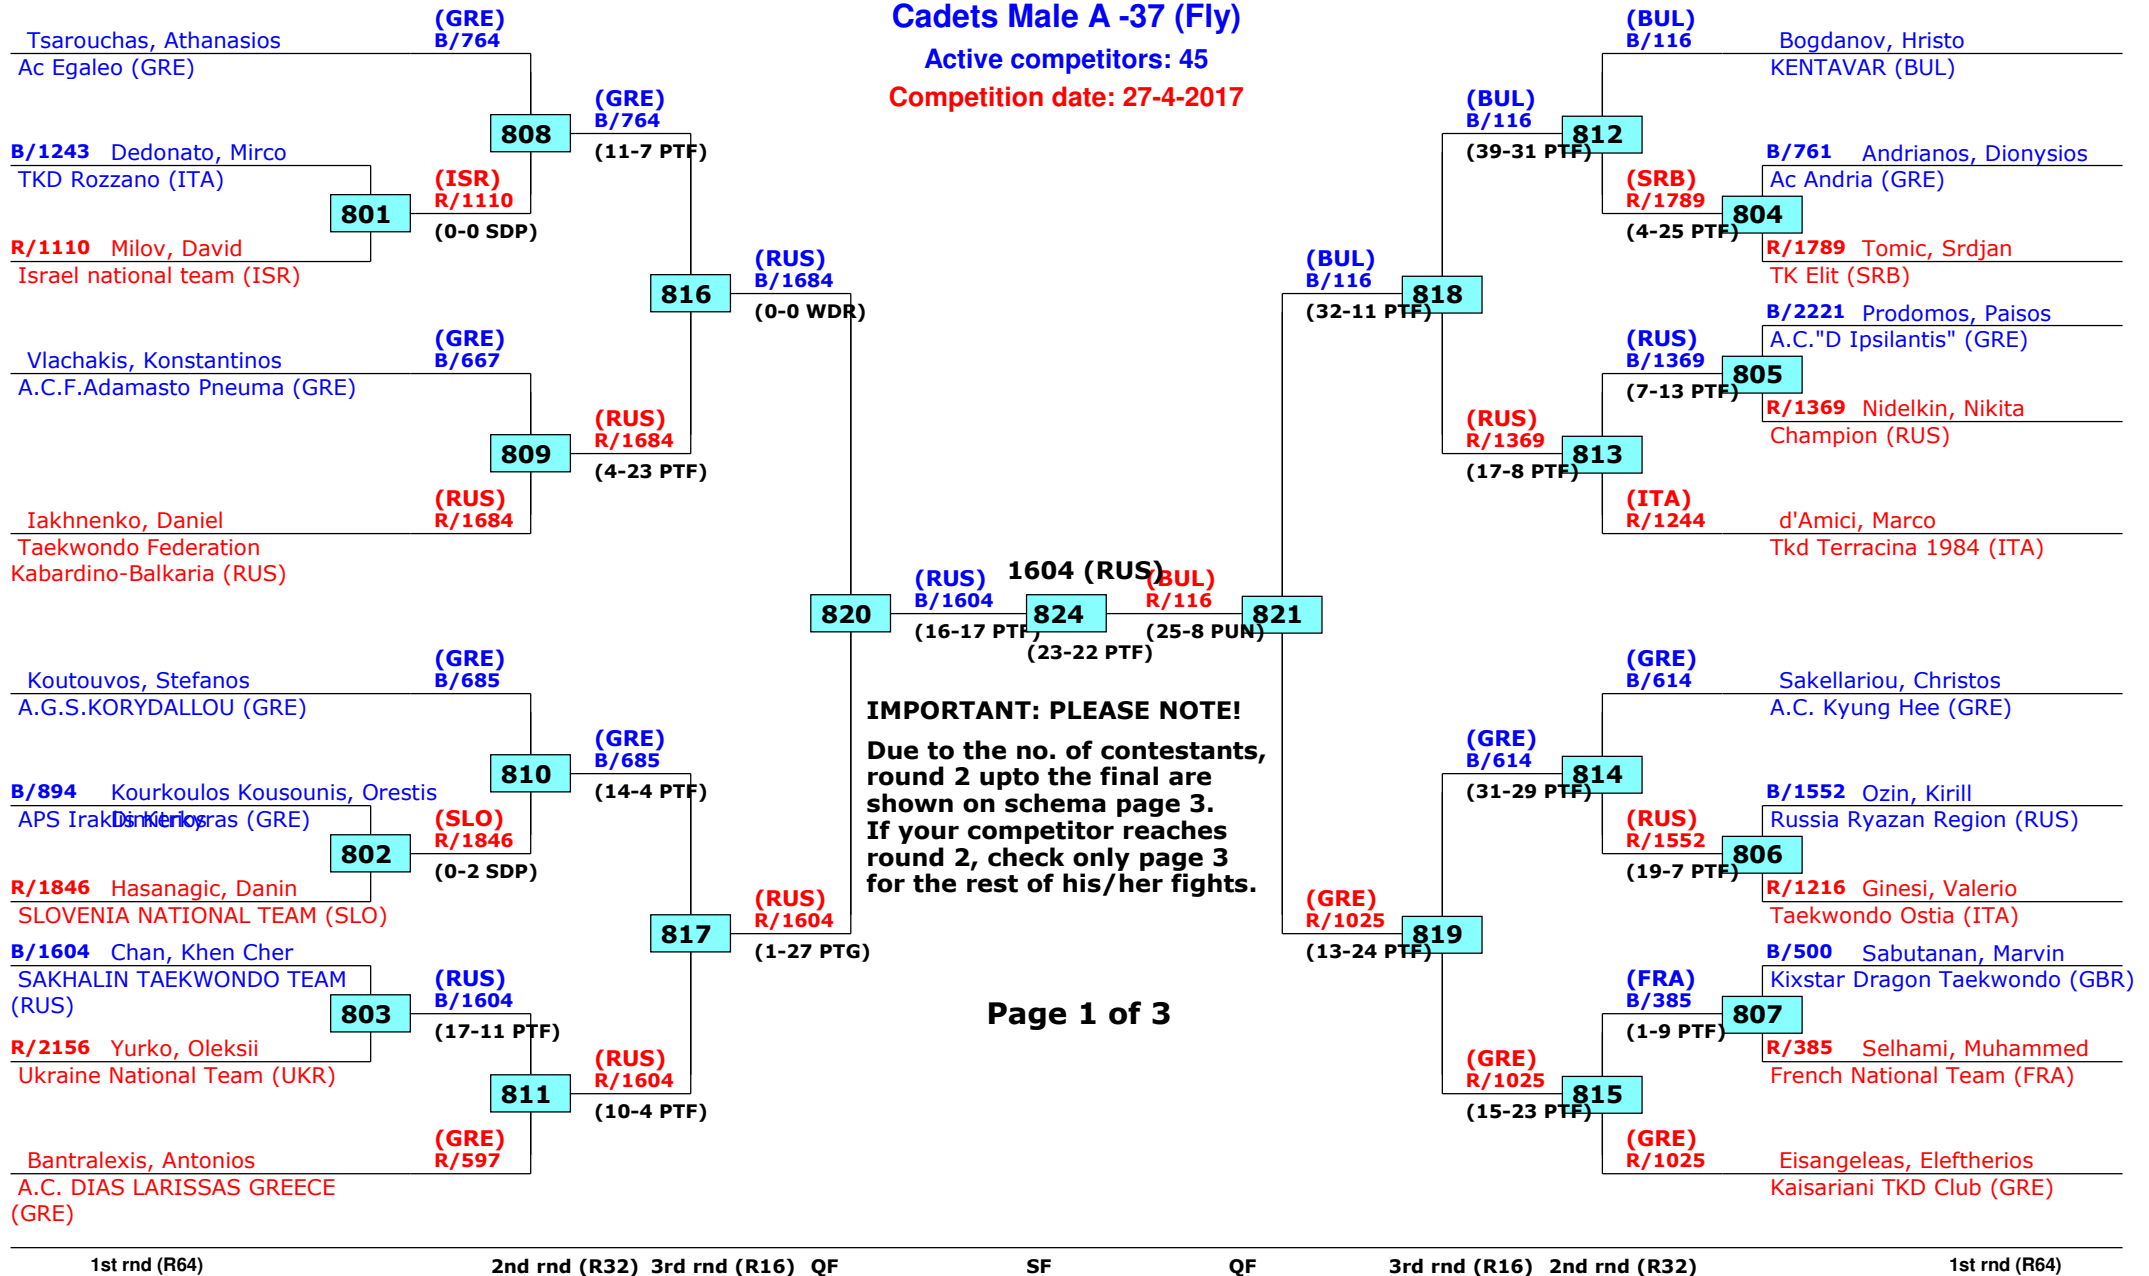 Cadets Male A -37 (Fly)
Active competitors: 45
Competition date: 27-4-2017
(GRE)
B/764
Tsarouchas, Athanasios
Ac Egaleo (GRE)
808
(GRE)
B/764
(11-7 PTF)
B/1243 Dedonato, Mirco
TKD Rozzano (ITA)
801
(ISR)
R/1110
(0-0 SDP)
R/1110 Milov, David
Israel national team (ISR)
816
(RUS)
B/1684
(0-0 WDR)
(GRE)
B/667
Vlachakis, Konstantinos
A.C.F.Adamasto Pneuma (GRE)
809
(RUS)
R/1684
(4-23 PTF)
(RUS)
R/1684
Iakhnenko, Daniel
Taekwondo Federation
Kabardino-Balkaria (RUS)
820
(RUS)
B/1604
(16-17 PTF)
1604 (RUS)
824
(23-22 PTF)
(BUL)
R/116
(25-8 PUN)
821
(GRE)
B/685
Koutouvos, Stefanos
A.G.S.KORYDALLOU (GRE)
810
(GRE)
B/685
(14-4 PTF)
B/894 Kourkoulos Kousounis, Orestis
Dimitrios
APS Iraklis Kerkyras (GRE)
802
(SLO)
R/1846
(0-2 SDP)
R/1846 Hasanagic, Danin
SLOVENIA NATIONAL TEAM (SLO)
817
(RUS)
R/1604
(1-27 PTG)
B/1604 Chan, Khen Cher
SAKHALIN TAEKWONDO TEAM
(RUS)
803
(RUS)
B/1604
(17-11 PTF)
R/2156 Yurko, Oleksii
Ukraine National Team (UKR)
811
(RUS)
R/1604
(10-4 PTF)
(GRE)
R/597
Bantralexis, Antonios
A.C. DIAS LARISSAS GREECE
(GRE)
IMPORTANT: PLEASE NOTE!
Due to the no. of contestants,
round 2 upto the final are
shown on schema page 3.
If your competitor reaches
round 2, check only page 3
for the rest of his/her fights.
Page 1 of 3
(BUL)
B/116
Bogdanov, Hristo
KENTAVAR (BUL)
(BUL)
B/116
(39-31 PTF)
812
B/761 Andrianos, Dionysios
Ac Andria (GRE)
(SRB)
R/1789
(4-25 PTF)
804
R/1789 Tomic, Srdjan
TK Elit (SRB)
(BUL)
B/116
(32-11 PTF)
818
B/2221 Prodomos, Paisos
A.C."D Ipsilantis" (GRE)
(RUS)
B/1369
(7-13 PTF)
805
R/1369 Nidelkin, Nikita
Champion (RUS)
(RUS)
R/1369
(17-8 PTF)
813
(ITA)
R/1244
d'Amici, Marco
Tkd Terracina 1984 (ITA)
(GRE)
B/614
Sakellariou, Christos
A.C. Kyung Hee (GRE)
(GRE)
B/614
(31-29 PTF)
814
B/1552 Ozin, Kirill
Russia Ryazan Region (RUS)
(RUS)
R/1552
(19-7 PTF)
806
R/1216 Ginesi, Valerio
Taekwondo Ostia (ITA)
(GRE)
R/1025
(13-24 PTF)
819
B/500 Sabutanan, Marvin
Kixstar Dragon Taekwondo (GBR)
(FRA)
B/385
(1-9 PTF)
807
R/385 Selhami, Muhammed
French National Team (FRA)
(GRE)
R/1025
(15-23 PTF)
815
(GRE)
R/1025
Eisangeleas, Eleftherios
Kaisariani TKD Club (GRE)
1st rnd (R64) 2nd rnd (R32) 3rd rnd (R16) QF SF QF 3rd rnd (R16) 2nd rnd (R32) 1st rnd (R64)